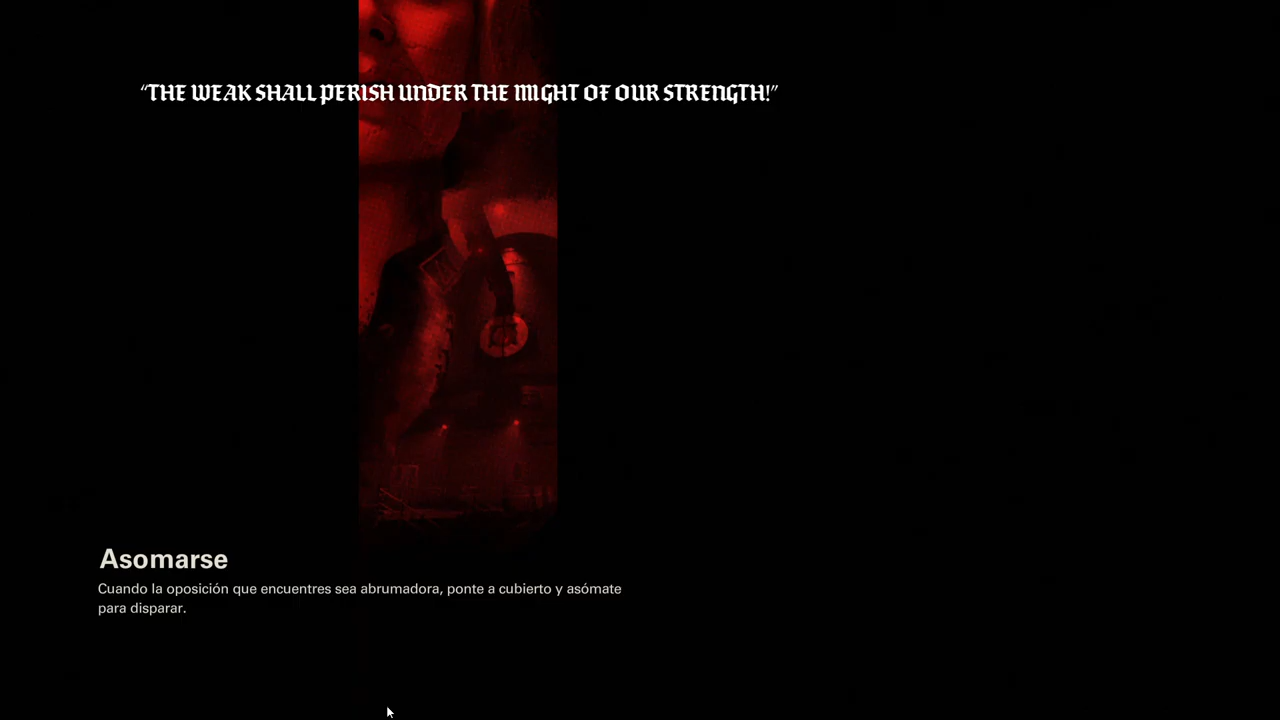 “THE WEAK SHALL PERISH UNDER THE MIGHT OF OUR STRENGTH!”
Asomarse
Cuando la oposición que encuentres sea abrumadora, ponte a cubierto y asómate
para disparar.